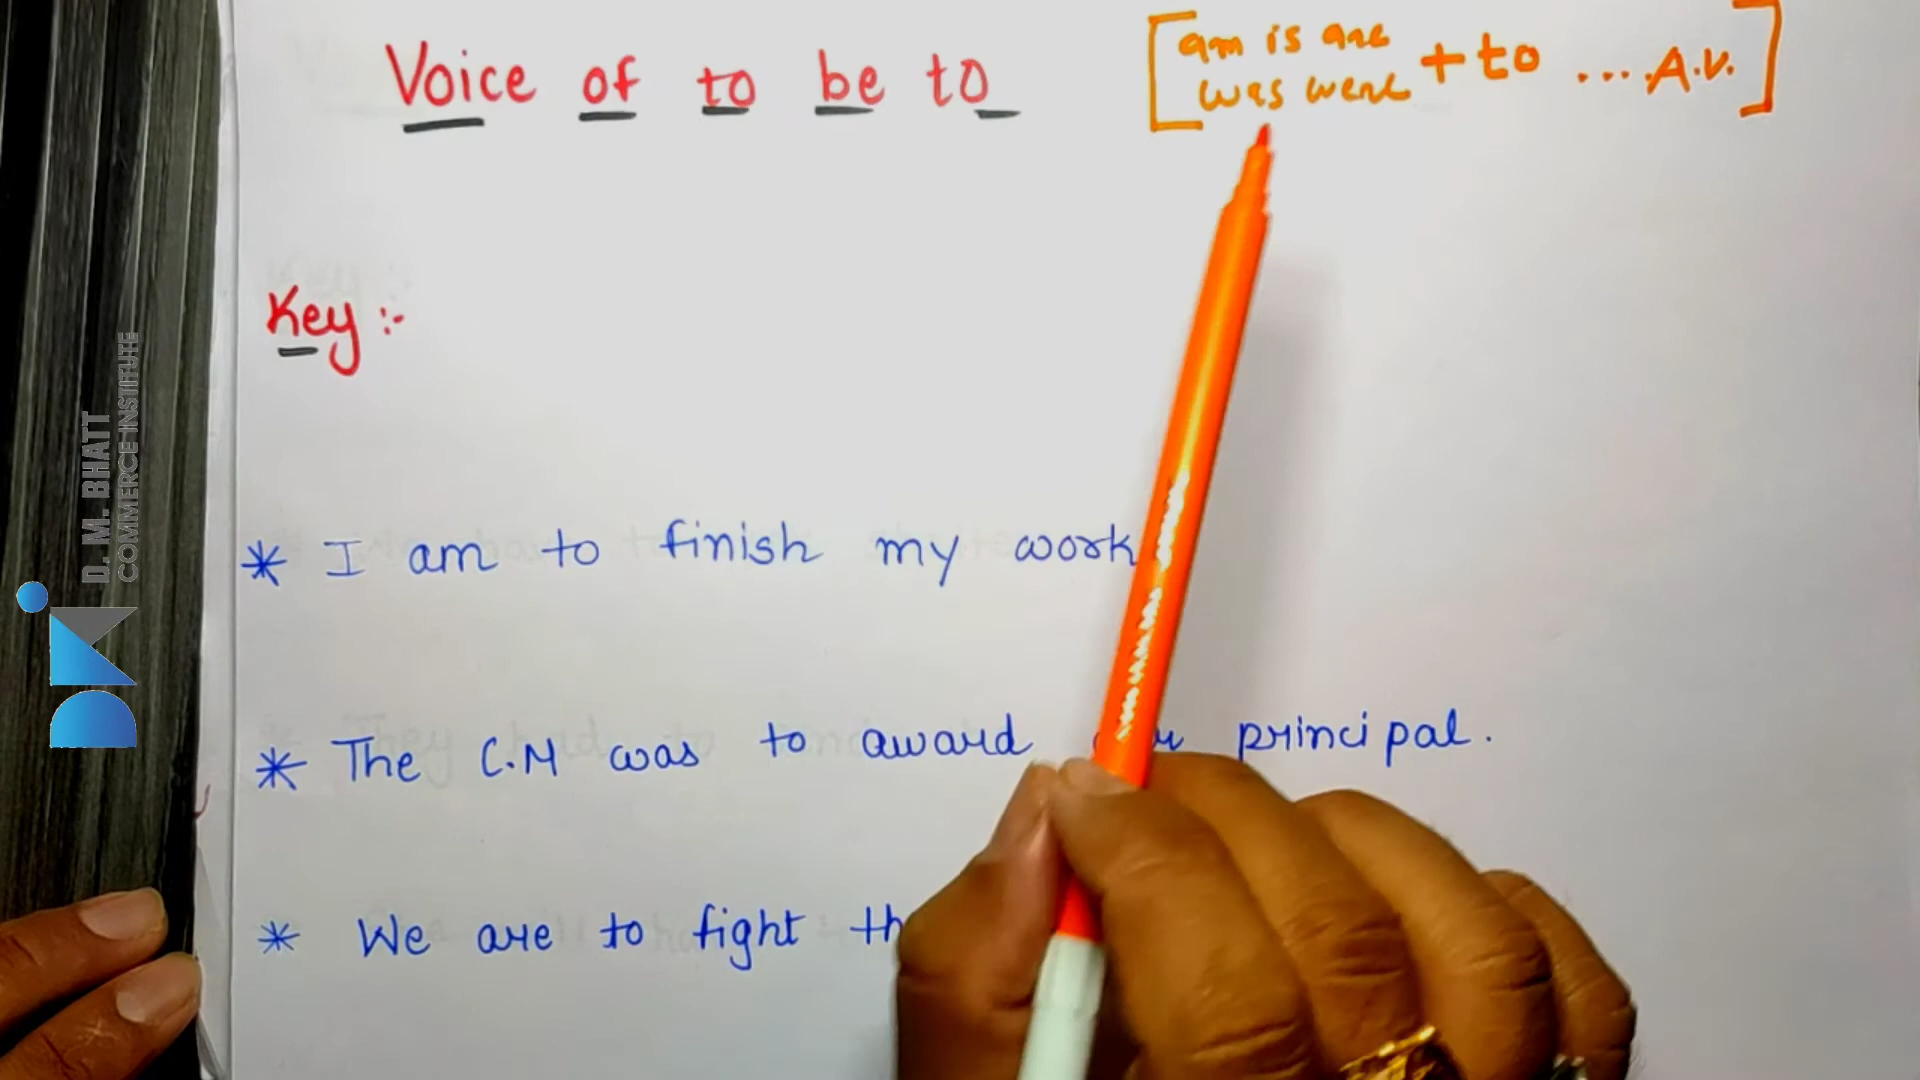 Voice of to be to
[am is are
was were + to ....A.V.]
Key :-
* I am to finish my work
* The C.M was to award principal.
* We are to fight
D. M. BHATT
COMMERCE INSTITUTE